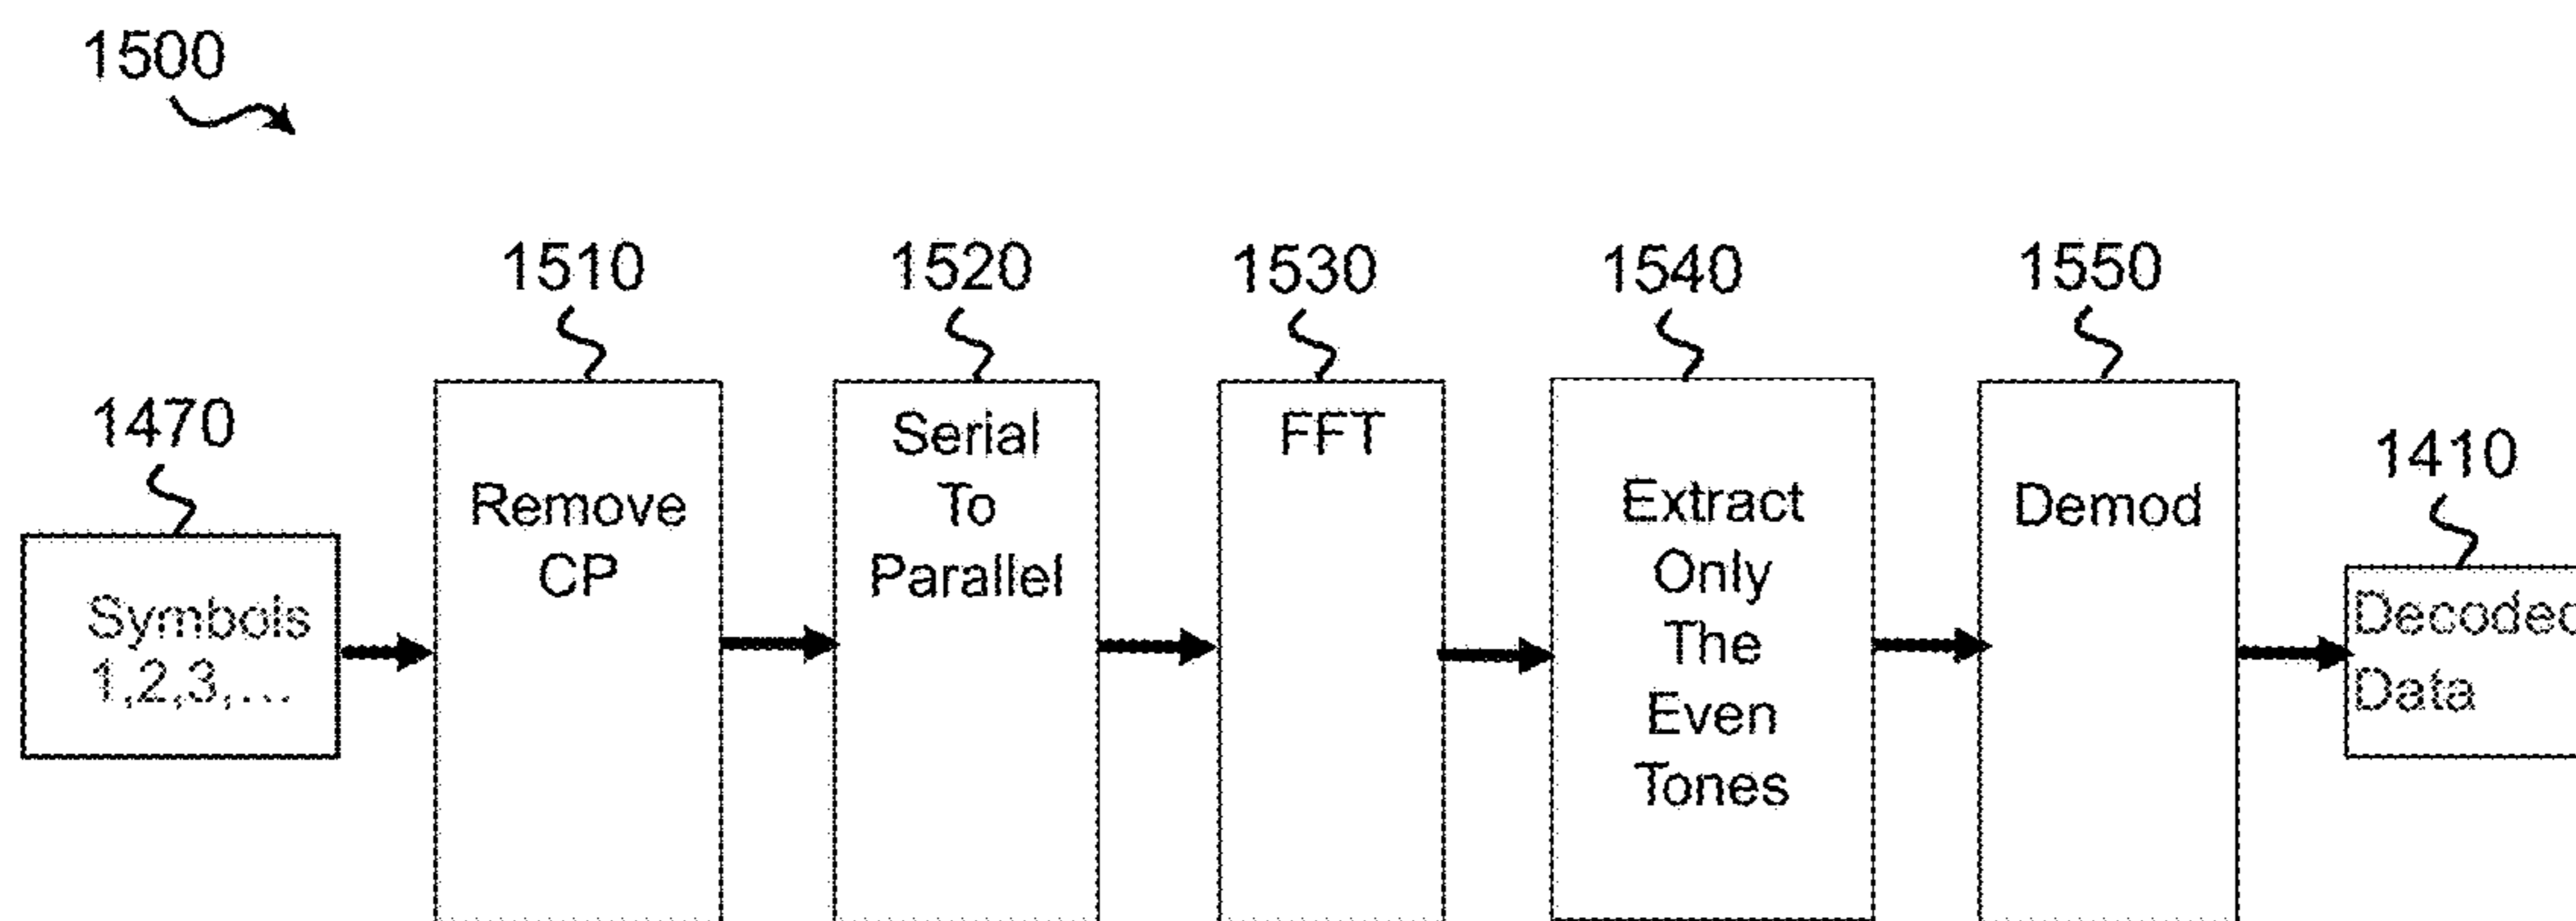 1500
1510
1520
1530
1540
1550
1470
1410
Symbols
1,2,3,...
Remove
CP
Serial
To
Parallel
FFT
Extract
Only
The
Even
Tones
Demod
Decoded
Data